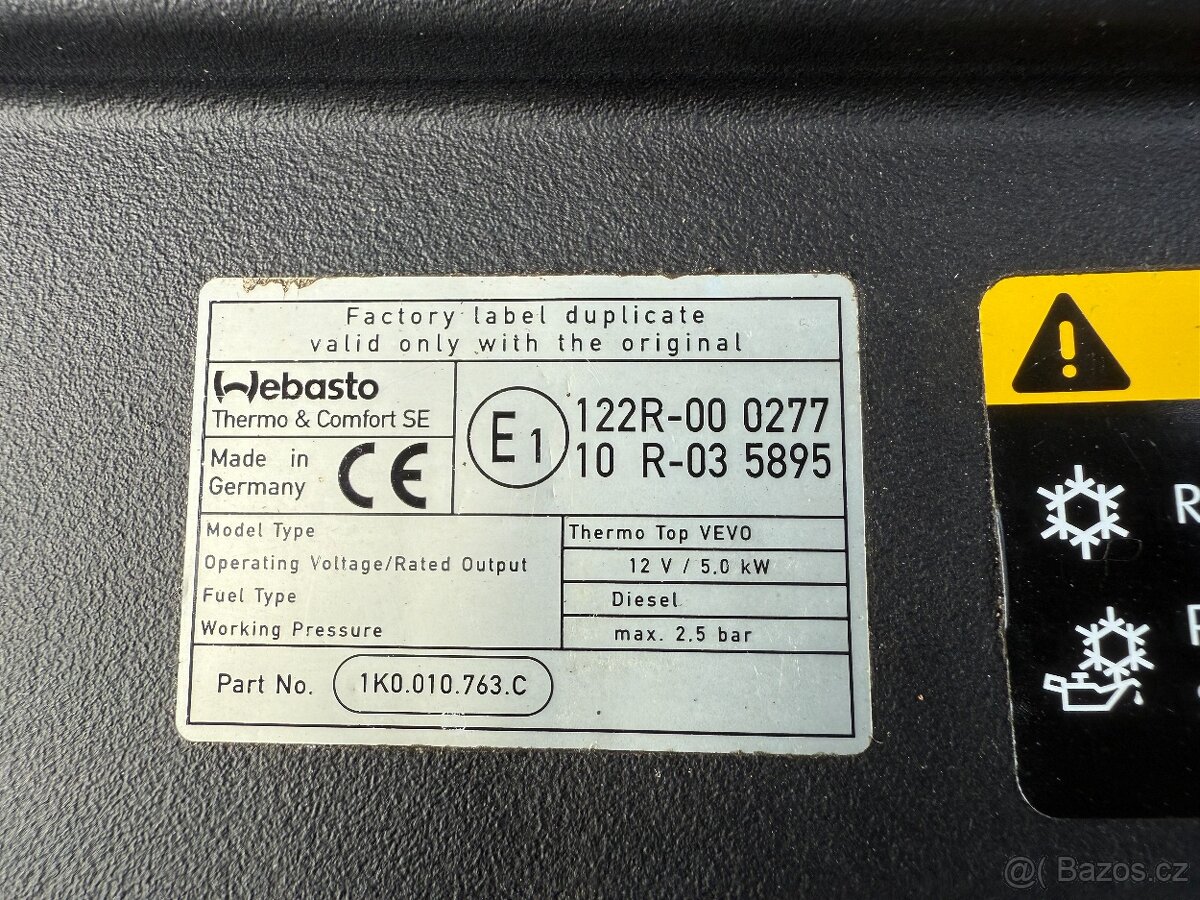 Factory label duplicate
valid only with the original
Webasto
Thermo & Comfort SE
Made in
Germany
CE
E1
122R-00 0277
10 R-03 5895
Model Type
Thermo Top VEVO
Operating Voltage/Rated Output
12 V / 5.0 kW
Fuel Type
Diesel
Working Pressure
max. 2.5 bar
Part No.
1K0.010.763.C
R
@( Bazos.cz